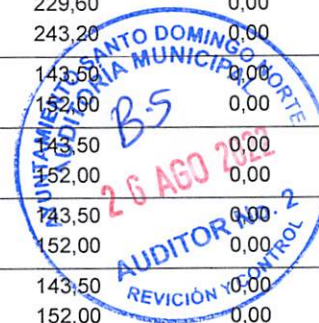 229,60 0,00
243,20 0,00
143,50 0,00
152,00 0,00
143,50 0,00
152,00 0,00
143,50 0,00
152,00 0,00
143,50 0,00
152,00 0,00
AYUNTAMIENTO SANTO DOMINGO NORTE
AUDITORÍA MUNICIPAL
B-5
26 AGO 2022
AUDITOR No. 2
REVICIÓN Y CONTROL